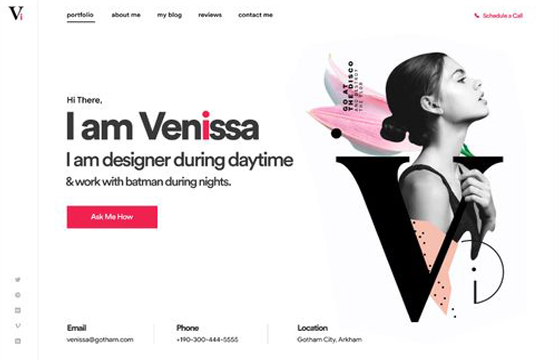 Vi
portfolio
about me
my blog
reviews
contact me
Schedule a Call
GO AT
THE DISCO
Hi There,
I am Venissa
I am designer during daytime
& work with batman during nights.
Ask Me How
V
i
Email
venissa@gotham.com
Phone
+190-300-444-5555
Location
Gotham City, Arkham